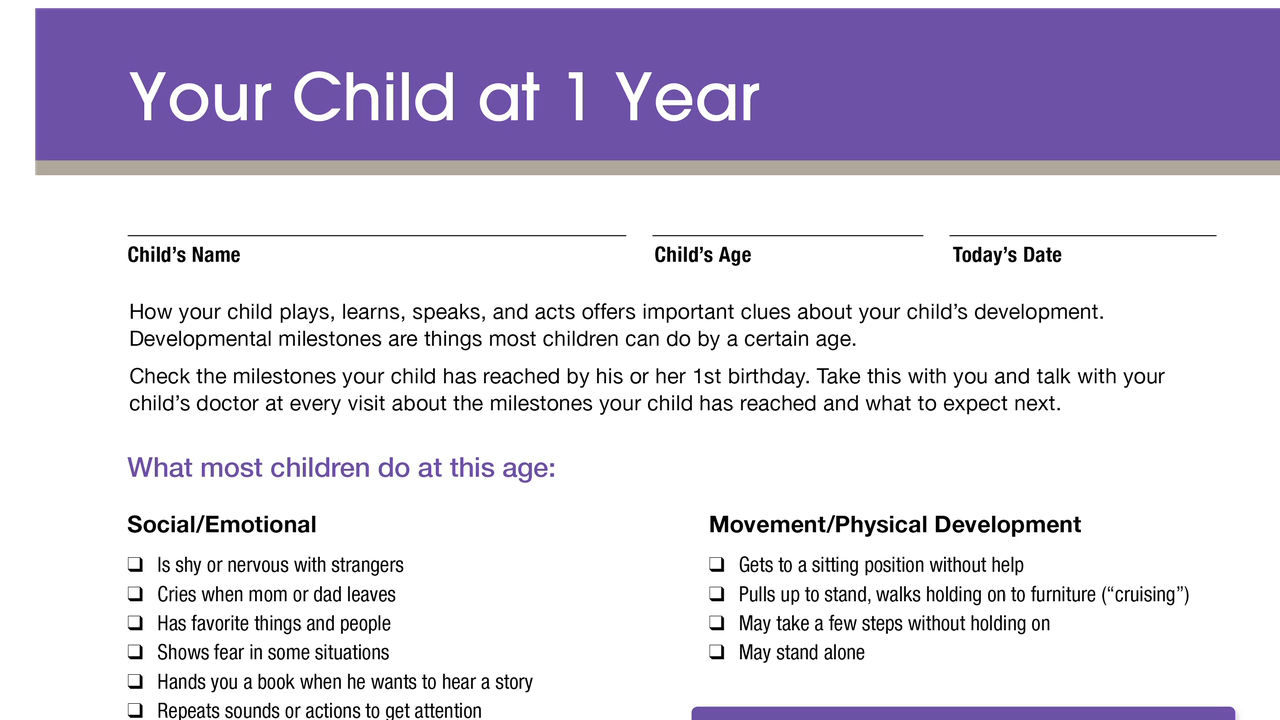 Your Child at 1 Year
Child’s Name
Child’s Age
Today’s Date
How your child plays, learns, speaks, and acts offers important clues about your child’s development.
Developmental milestones are things most children can do by a certain age.
Check the milestones your child has reached by his or her 1st birthday. Take this with you and talk with your
child’s doctor at every visit about the milestones your child has reached and what to expect next.
What most children do at this age:
Social/Emotional
❑ Is shy or nervous with strangers
❑ Cries when mom or dad leaves
❑ Has favorite things and people
❑ Shows fear in some situations
❑ Hands you a book when he wants to hear a story
❑ Repeats sounds or actions to get attention
Movement/Physical Development
❑ Gets to a sitting position without help
❑ Pulls up to stand, walks holding on to furniture (“cruising”)
❑ May take a few steps without holding on
❑ May stand alone